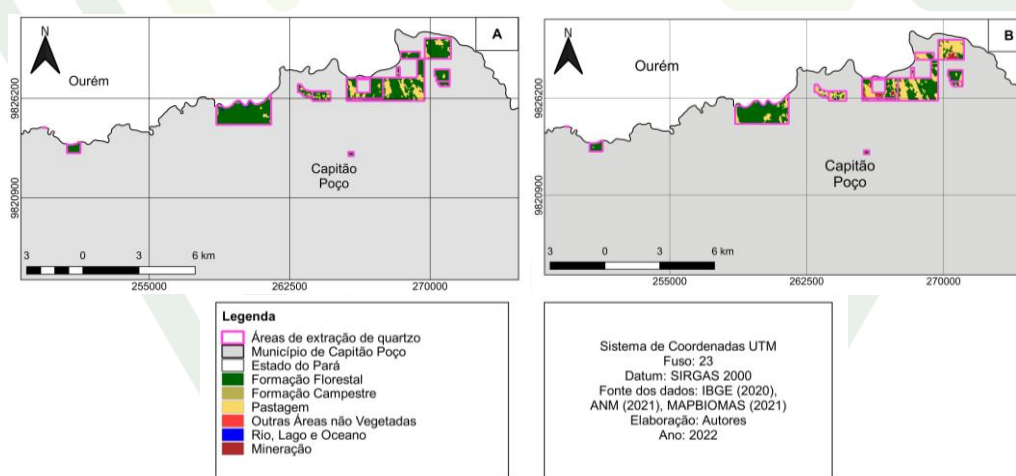 N
A
Ourém
9826200
Capitão
Poço
9820900
3 0 3 6 km
255000 262500 270000
N
B
Ourém
9826200
Capitão
Poço
9820900
3 0 3 6 km
255000 262500 270000
Legenda
Áreas de extração de quartzo
Município de Capitão Poço
Estado do Pará
Formação Florestal
Formação Campestre
Pastagem
Outras Áreas não Vegetadas
Rio, Lago e Oceano
Mineração
Sistema de Coordenadas UTM
Fuso: 23
Datum: SIRGAS 2000
Fonte dos dados: IBGE (2020),
ANM (2021), MAPBIOMAS (2021)
Elaboração: Autores
Ano: 2022